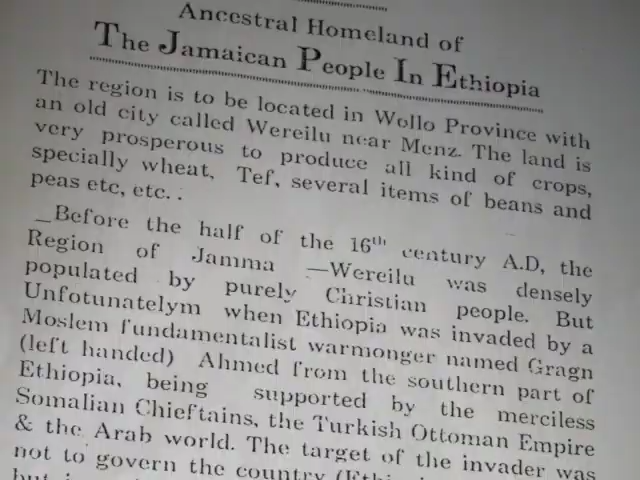 Ancestral Homeland of
The Jamaican People In Ethiopia
The region is to be located in Wollo Province with
an old city called Wereilu near Menz. The land is
very prosperous to produce all kind of crops,
specially wheat, Tef, several items of beans and
peas etc, etc. .
_Before the half of the 16th century A.D, the
Region of Jamma —Wereilu was densely
populated by purely Christian people. But
Unfotunatelym when Ethiopia was invaded by a
Moslem fundamentalist warmonger named Gragn
(left handed) Ahmed from the southern part of
Ethiopia, being supported by the merciless
Somalian Chieftains, the Turkish Ottoman Empire
& the Arab world. The target of the invader was
not to govern the country